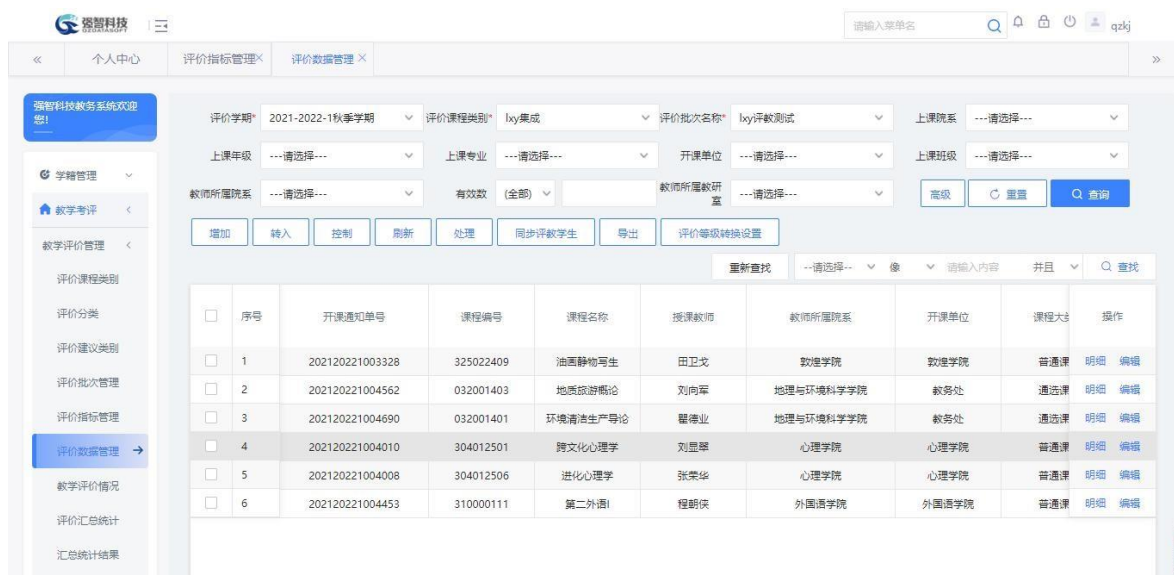 强智科技
QZDATASOFT
请输入菜单名
qzkj
« 个人中心 评价指标管理× 评价数据管理 × »
强智科技教务系统欢迎您!
学籍管理
教学考评
教学评价管理
评价课程类别
评价分类
评价建议类别
评价批次管理
评价指标管理
评价数据管理 →
教学评价情况
评价汇总统计
汇总统计结果
评价学期* 2021-2022-1秋季学期 评价课程类别* lxy集成 评价批次名称* lxy评教测试 上课院系 ---请选择---
上课年级 ---请选择--- 上课专业 ---请选择--- 开课单位 ---请选择--- 上课班级 ---请选择---
教师所属院系 ---请选择--- 有效数 (全部) 教师所属教研室 ---请选择--- 高级 重置 查询
增加 转入 控制 刷新 处理 同步评教学生 导出 评价等级转换设置
重新查找 --请选择-- 像 请输入内容 并且 查找
序号 开课通知单号 课程编号 课程名称 授课教师 教师所属院系 开课单位 课程大类 操作
1 202120221003328 325022409 油画静物写生 田卫戈 敦煌学院 敦煌学院 普通课 明细 编辑
2 202120221004562 032001403 地质旅游概论 刘向军 地理与环境科学学院 教务处 通选课 明细 编辑
3 202120221004690 032001401 环境清洁生产导论 瞿德业 地理与环境科学学院 教务处 通选课 明细 编辑
4 202120221004010 304012501 跨文化心理学 刘显翠 心理学院 心理学院 普通课 明细 编辑
5 202120221004008 304012506 进化心理学 张荣华 心理学院 心理学院 普通课 明细 编辑
6 202120221004453 310000111 第二外语I 程朝侠 外国语学院 外国语学院 普通课 明细 编辑